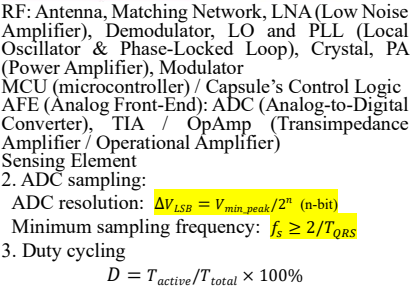 RF: Antenna, Matching Network, LNA (Low Noise
Amplifier), Demodulator, LO and PLL (Local
Oscillator & Phase-Locked Loop), Crystal, PA
(Power Amplifier), Modulator
MCU (microcontroller) / Capsule's Control Logic
AFE (Analog Front-End): ADC (Analog-to-Digital
Converter), TIA / OpAmp (Transimpedance
Amplifier / Operational Amplifier)
Sensing Element
2. ADC sampling:
ADC resolution: ΔV_LSB = V_min_peak/2^n (n-bit)
Minimum sampling frequency: f_s ≥ 2/T_QRS
3. Duty cycling
D = T_active/T_total × 100%